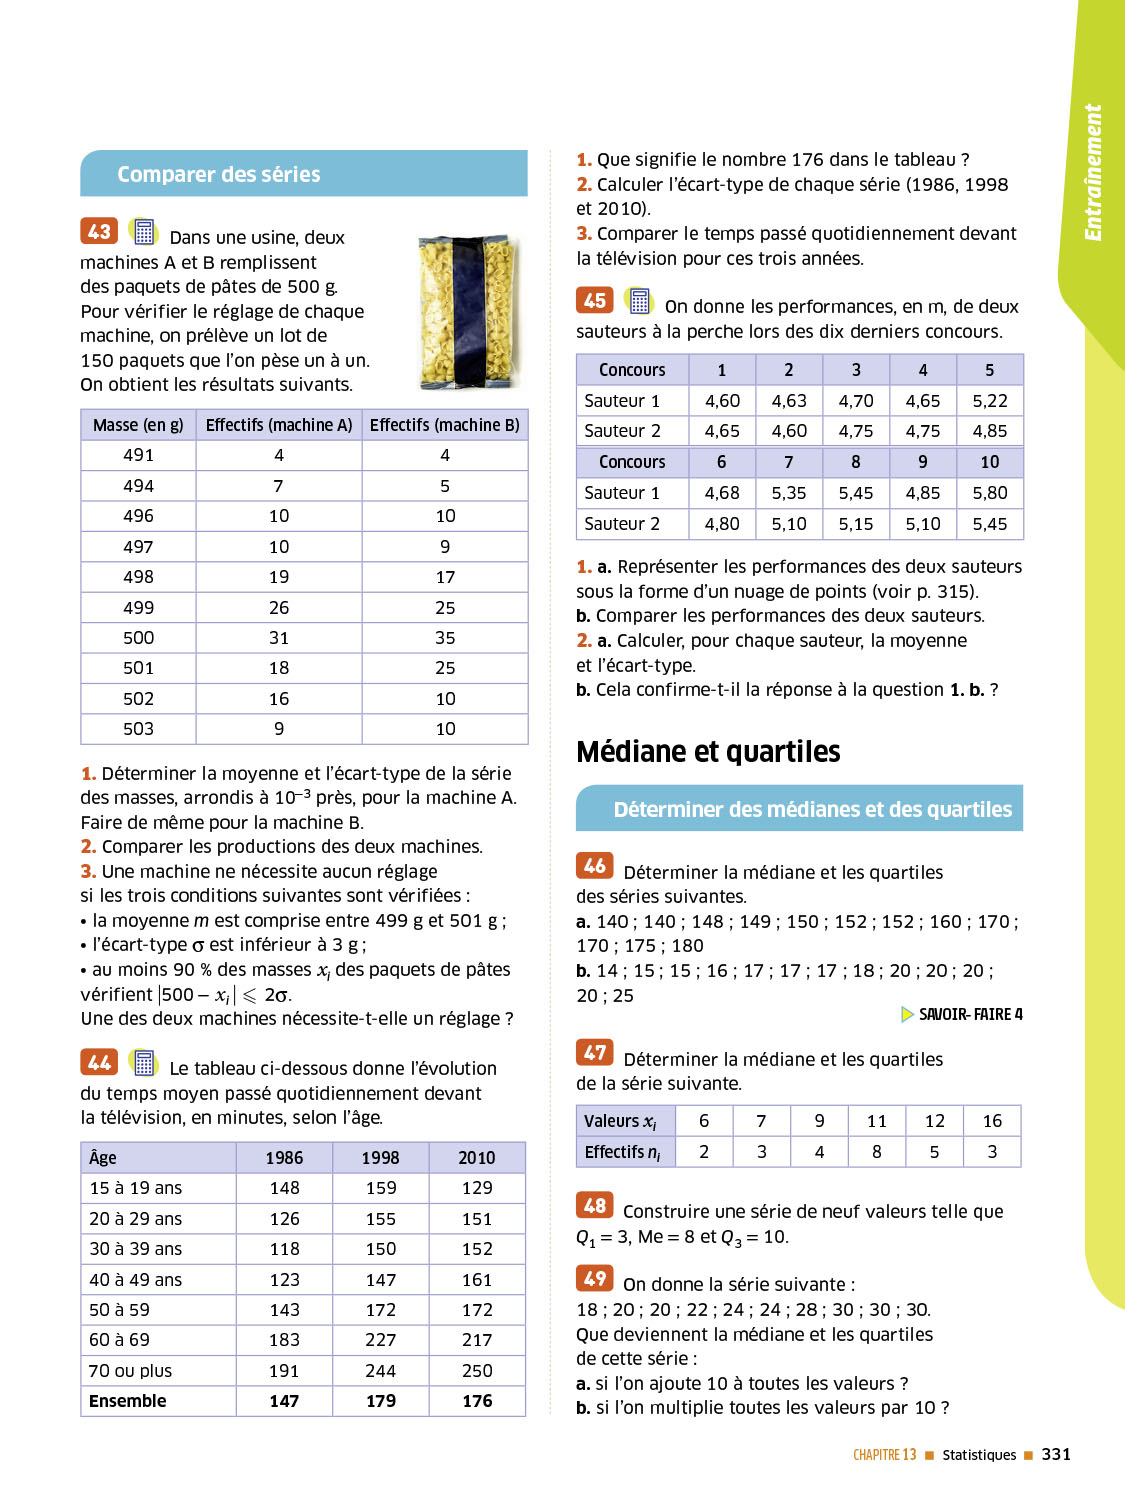 Entraînement
Comparer des séries
43 Dans une usine, deux
machines A et B remplissent
des paquets de pâtes de 500 g.
Pour vérifier le réglage de chaque
machine, on prélève un lot de
150 paquets que l'on pèse un à un.
On obtient les résultats suivants.
Masse (en g) Effectifs (machine A) Effectifs (machine B)
491 4 4
494 7 5
496 10 10
497 10 9
498 19 17
499 26 25
500 31 35
501 18 25
502 16 10
503 9 10
1. Déterminer la moyenne et l'écart-type de la série
des masses, arrondis à 10⁻³ près, pour la machine A.
Faire de même pour la machine B.
2. Comparer les productions des deux machines.
3. Une machine ne nécessite aucun réglage
si les trois conditions suivantes sont vérifiées :
• la moyenne m est comprise entre 499 g et 501 g ;
• l'écart-type σ est inférieur à 3 g ;
• au moins 90 % des masses xᵢ des paquets de pâtes
vérifient |500 – xᵢ| ⩽ 2σ.
Une des deux machines nécessite-t-elle un réglage ?
44 Le tableau ci-dessous donne l'évolution
du temps moyen passé quotidiennement devant
la télévision, en minutes, selon l'âge.
Âge 1986 1998 2010
15 à 19 ans 148 159 129
20 à 29 ans 126 155 151
30 à 39 ans 118 150 152
40 à 49 ans 123 147 161
50 à 59 143 172 172
60 à 69 183 227 217
70 ou plus 191 244 250
Ensemble 147 179 176
1. Que signifie le nombre 176 dans le tableau ?
2. Calculer l'écart-type de chaque série (1986, 1998
et 2010).
3. Comparer le temps passé quotidiennement devant
la télévision pour ces trois années.
45 On donne les performances, en m, de deux
sauteurs à la perche lors des dix derniers concours.
Concours 1 2 3 4 5
Sauteur 1 4,60 4,63 4,70 4,65 5,22
Sauteur 2 4,65 4,60 4,75 4,75 4,85
Concours 6 7 8 9 10
Sauteur 1 4,68 5,35 5,45 4,85 5,80
Sauteur 2 4,80 5,10 5,15 5,10 5,45
1. a. Représenter les performances des deux sauteurs
sous la forme d'un nuage de points (voir p. 315).
b. Comparer les performances des deux sauteurs.
2. a. Calculer, pour chaque sauteur, la moyenne
et l'écart-type.
b. Cela confirme-t-il la réponse à la question 1. b. ?
Médiane et quartiles
Déterminer des médianes et des quartiles
46 Déterminer la médiane et les quartiles
des séries suivantes.
a. 140 ; 140 ; 148 ; 149 ; 150 ; 152 ; 152 ; 160 ; 170 ;
170 ; 175 ; 180
b. 14 ; 15 ; 15 ; 16 ; 17 ; 17 ; 17 ; 18 ; 20 ; 20 ; 20 ;
20 ; 25
SAVOIR-FAIRE 4
47 Déterminer la médiane et les quartiles
de la série suivante.
Valeurs xᵢ 6 7 9 11 12 16
Effectifs nᵢ 2 3 4 8 5 3
48 Construire une série de neuf valeurs telle que
Q₁ = 3, Me = 8 et Q₃ = 10.
49 On donne la série suivante :
18 ; 20 ; 20 ; 22 ; 24 ; 24 ; 28 ; 30 ; 30 ; 30.
Que deviennent la médiane et les quartiles
de cette série :
a. si l'on ajoute 10 à toutes les valeurs ?
b. si l'on multiplie toutes les valeurs par 10 ?
CHAPITRE 13 ■ Statistiques ■ 331